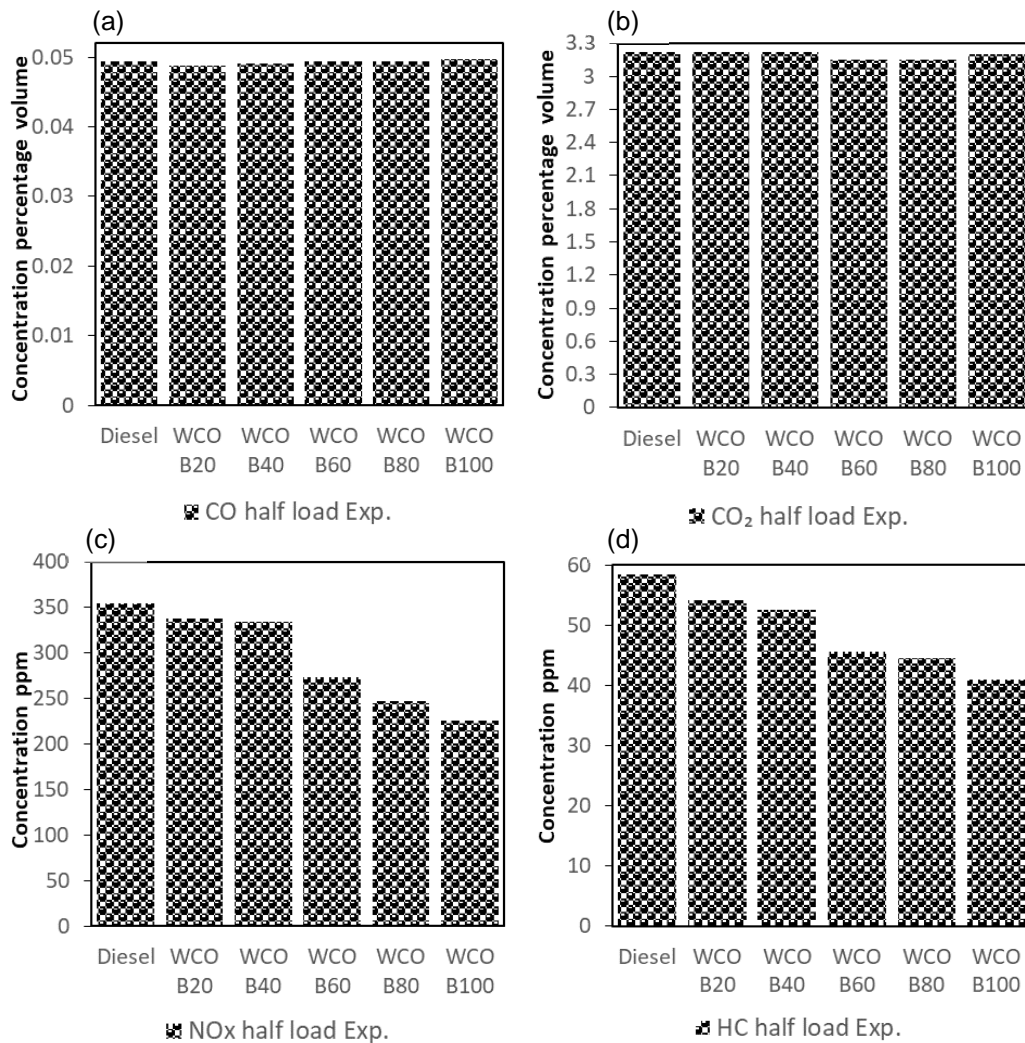 (a)
Concentration percentage volume
0.05
0.04
0.03
0.02
0.01
0
Diesel WCO WCO WCO WCO WCO
B20 B40 B60 B80 B100
CO half load Exp.
(b)
Concentration percentage volume
3.3
3
2.7
2.4
2.1
1.8
1.5
1.2
0.9
0.6
0.3
0
Diesel WCO WCO WCO WCO WCO
B20 B40 B60 B80 B100
CO₂ half load Exp.
(c)
Concentration ppm
400
350
300
250
200
150
100
50
0
Diesel WCO WCO WCO WCO WCO
B20 B40 B60 B80 B100
NOx half load Exp.
(d)
Concentration ppm
60
50
40
30
20
10
0
Diesel WCO WCO WCO WCO WCO
B20 B40 B60 B80 B100
HC half load Exp.